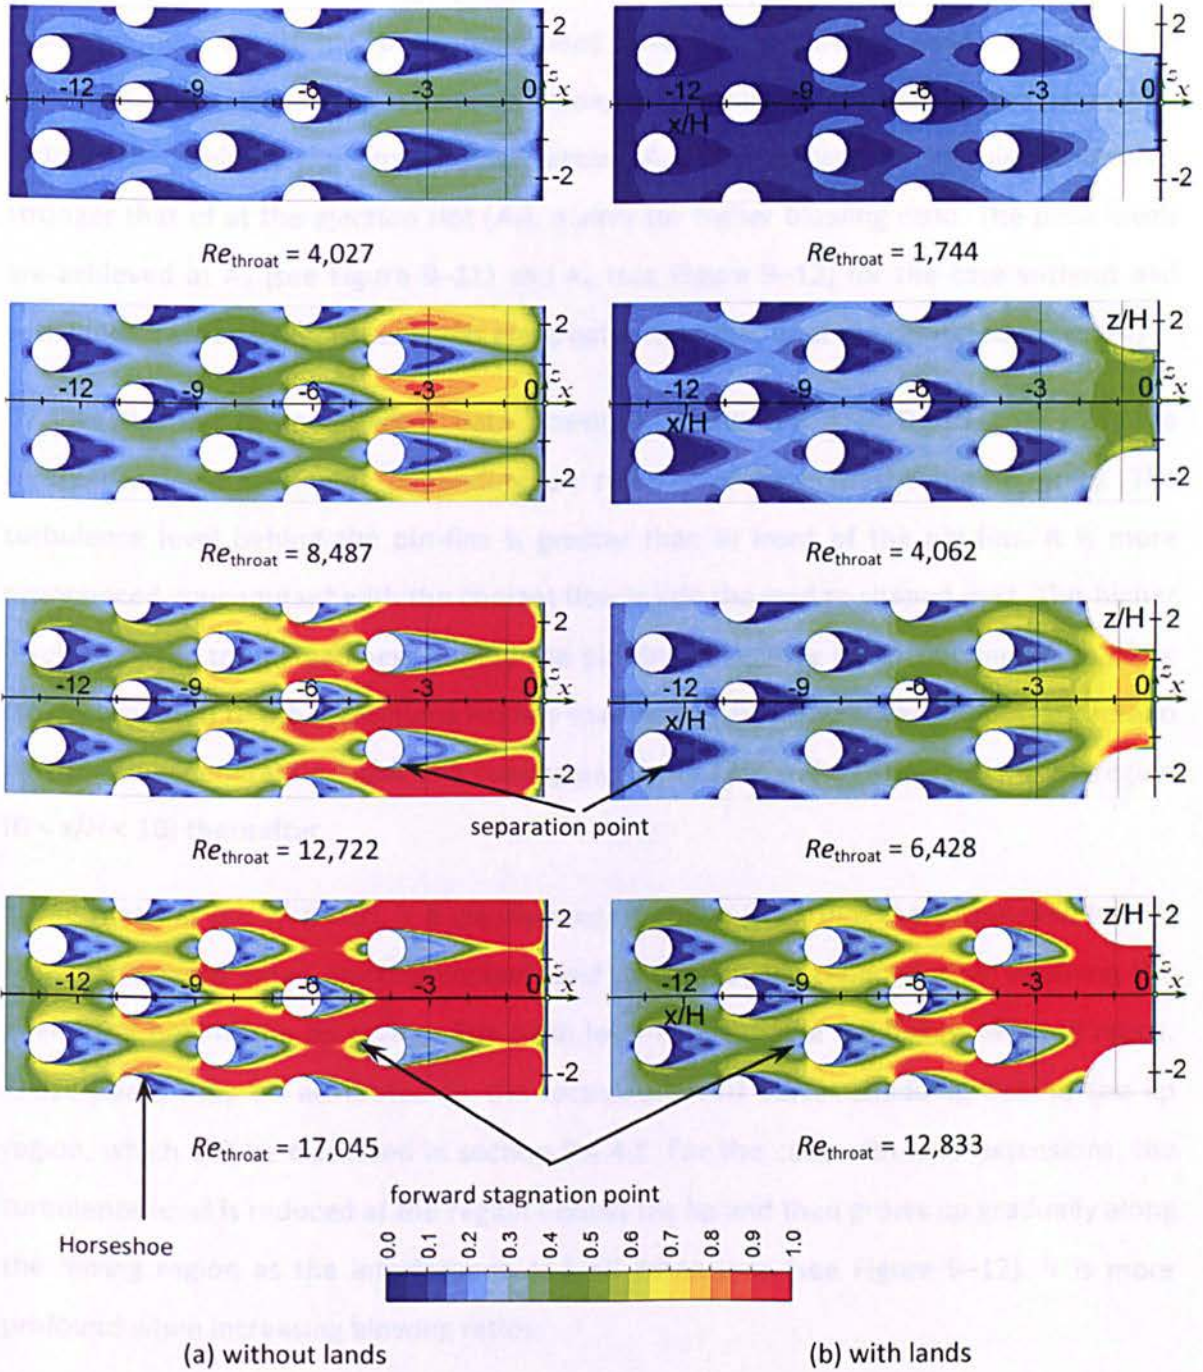 -12 -9 -6 -3 0 x 2 -2
-12 -9 -6 -3 0 x 2 -2
x/H
Re_throat = 4,027
Re_throat = 1,744
-12 -9 -6 -3 0 x 2 -2
-12 -9 -6 -3 0 x z/H 2 -2
x/H
Re_throat = 8,487
Re_throat = 4,062
-12 -9 -6 -3 0 x 2 -2
-12 -9 -6 -3 0 x z/H 2 -2
x/H
separation point
Re_throat = 12,722
Re_throat = 6,428
-12 -9 -6 -3 0 x 2 -2
-12 -9 -6 -3 0 x z/H 2 -2
x/H
Re_throat = 17,045
Re_throat = 12,833
forward stagnation point
Horseshoe
0.0 0.1 0.2 0.3 0.4 0.5 0.6 0.7 0.8 0.9 1.0
(a) without lands
(b) with lands